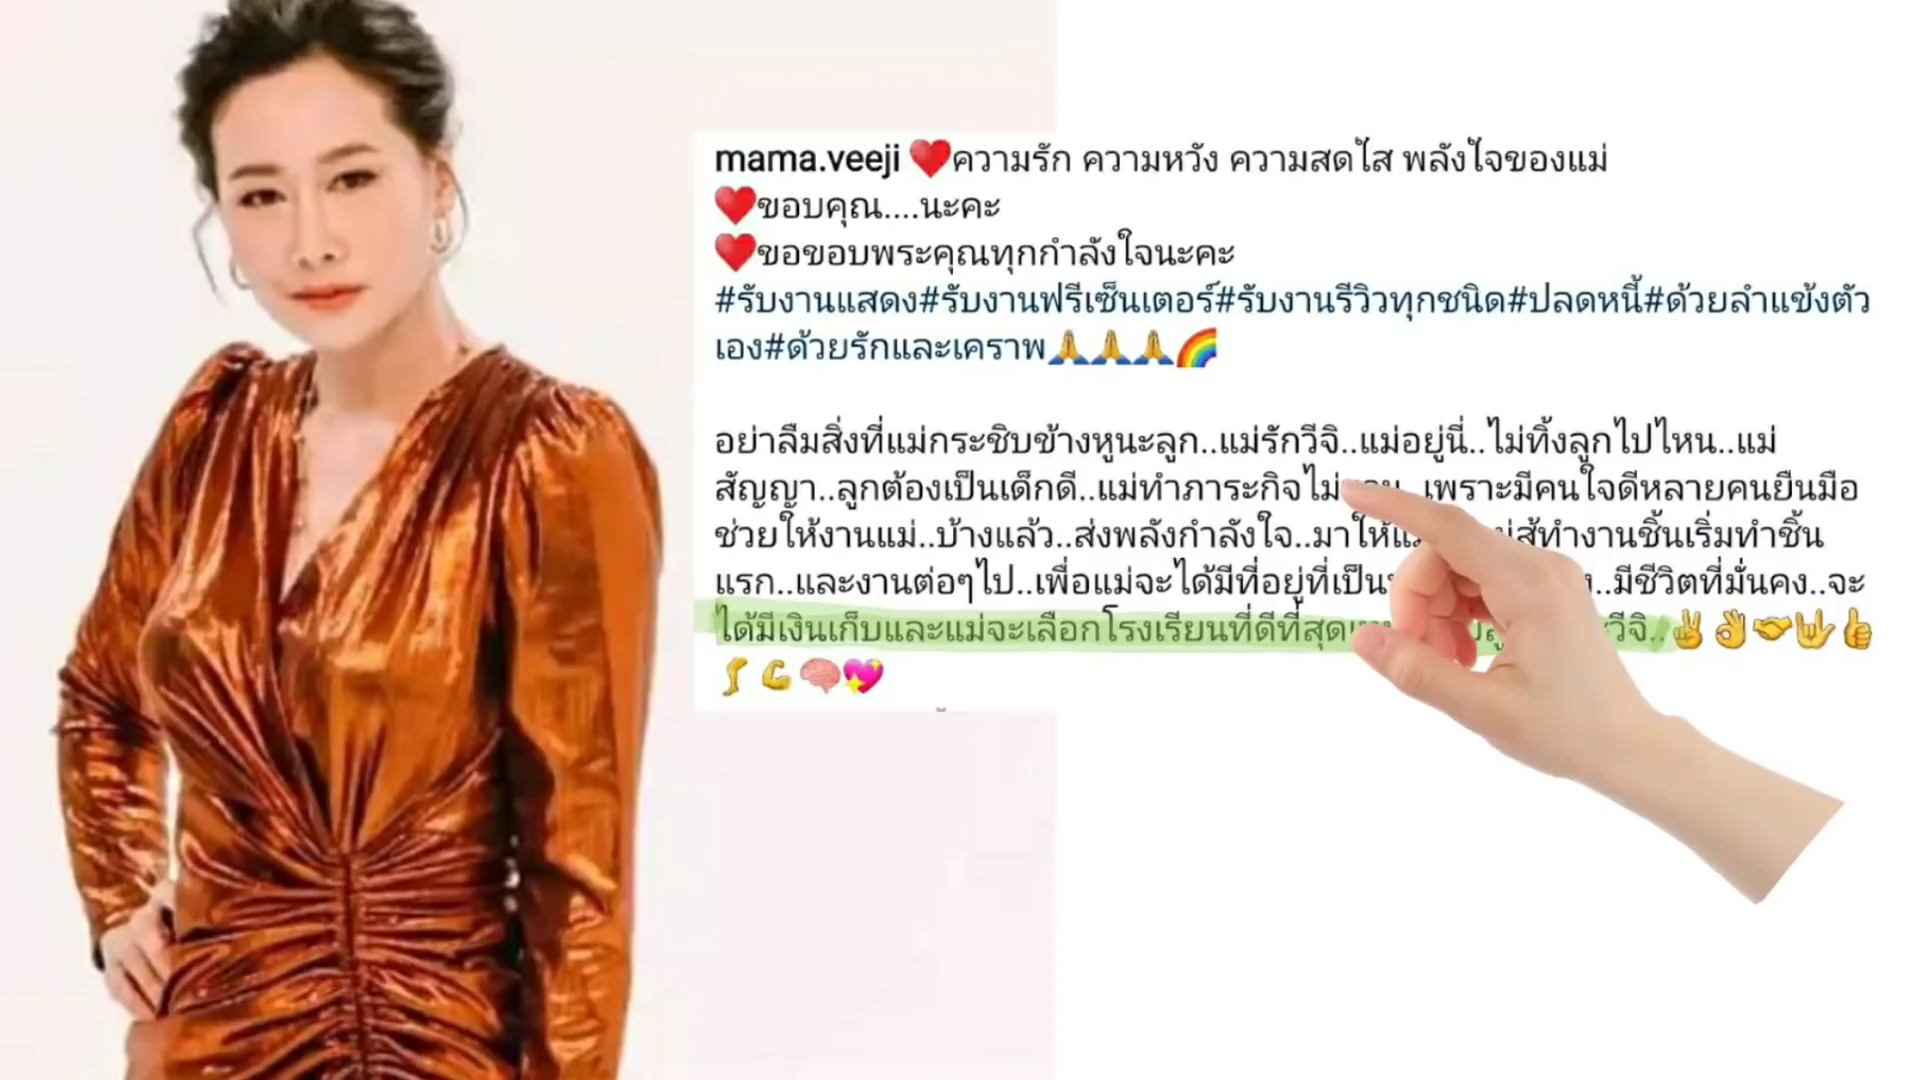 mama.veeji ♥️ความรัก ความหวัง ความสดใส พลังใจของแม่
♥️ขอบคุณ....นะคะ
♥️ขอขอบพระคุณทุกกำลังใจนะคะ
#รับงานแสดง#รับงานฟรีเซ็นเตอร์#รับงานรีวิวทุกชนิด#ปลดหนี้#ด้วยลำแข้งตัว
เอง#ด้วยรักและเคราพ🙏🙏🙏🌈
อย่าลืมสิ่งที่แม่กระซิบข้างหูนะลูก..แม่รักวีจิ..แม่อยู่นี่..ไม่ทิ้งลูกไปไหน..แม่
สัญญา..ลูกต้องเป็นเด็กดี..แม่ทำภาระกิจไม่ ..เพราะมีคนใจดีหลายคนยืนมือ
ช่วยให้งานแม่..บ้างแล้ว..ส่งพลังกำลังใจ..มาให้ สู้ทำงานชิ้นเริ่มทำชิ้น
แรก..และงานต่อๆไป..เพื่อแม่จะได้มีที่อยู่ที่เป็น ..มีชีวิตที่มั่นคง..จะ
ได้มีเงินเก็บและแม่จะเลือกโรงเรียนที่ดีที่สุด วีจิ..✌️👌🤝🤟👍
🦵💪🧠💖